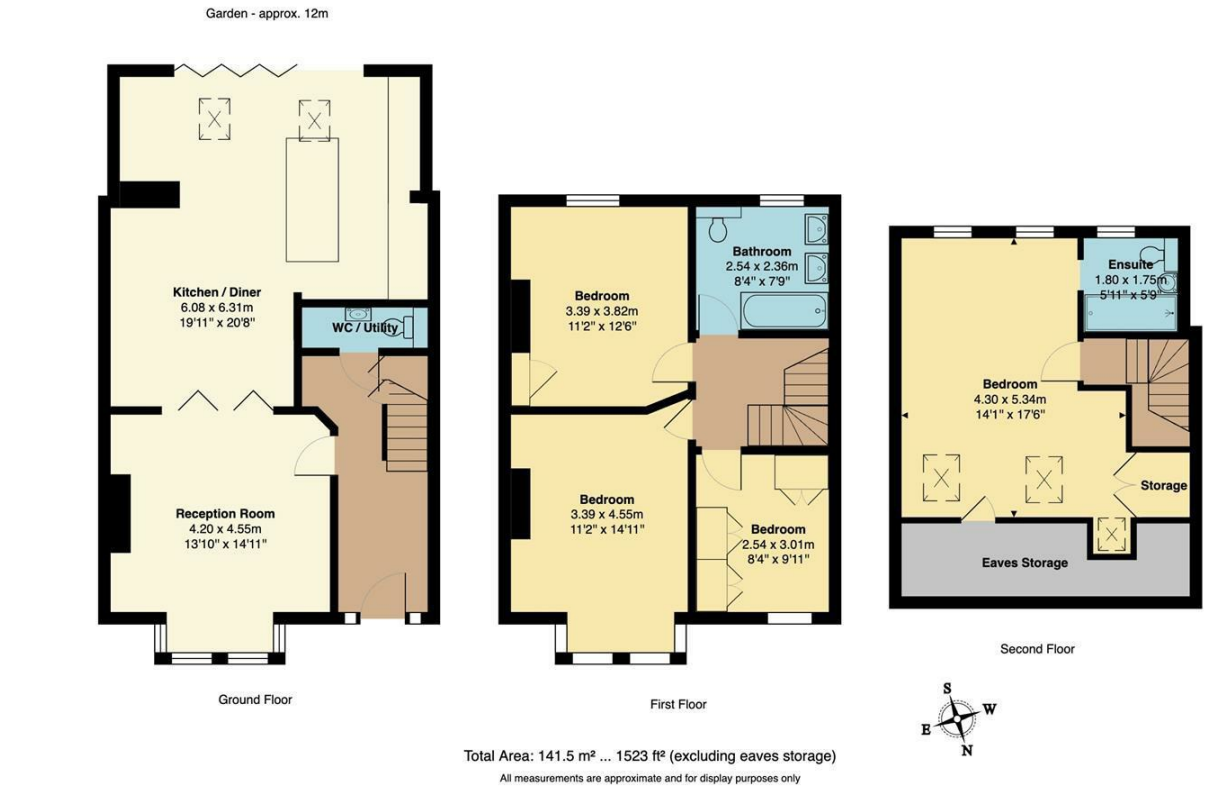 Garden - approx. 12m
Kitchen / Diner
6.08 x 6.31m
19'11" x 20'8"
WC / Utility
Reception Room
4.20 x 4.55m
13'10" x 14'11"
Ground Floor
Bedroom
3.39 x 3.82m
11'2" x 12'6"
Bathroom
2.54 x 2.36m
8'4" x 7'9"
Bedroom
3.39 x 4.55m
11'2" x 14'11"
Bedroom
2.54 x 3.01m
8'4" x 9'11"
First Floor
Ensuite
1.80 x 1.75m
5'11" x 5'9"
Bedroom
4.30 x 5.34m
14'1" x 17'6"
Storage
Eaves Storage
Second Floor
S
W
E
N
Total Area: 141.5 m² ... 1523 ft² (excluding eaves storage)
All measurements are approximate and for display purposes only